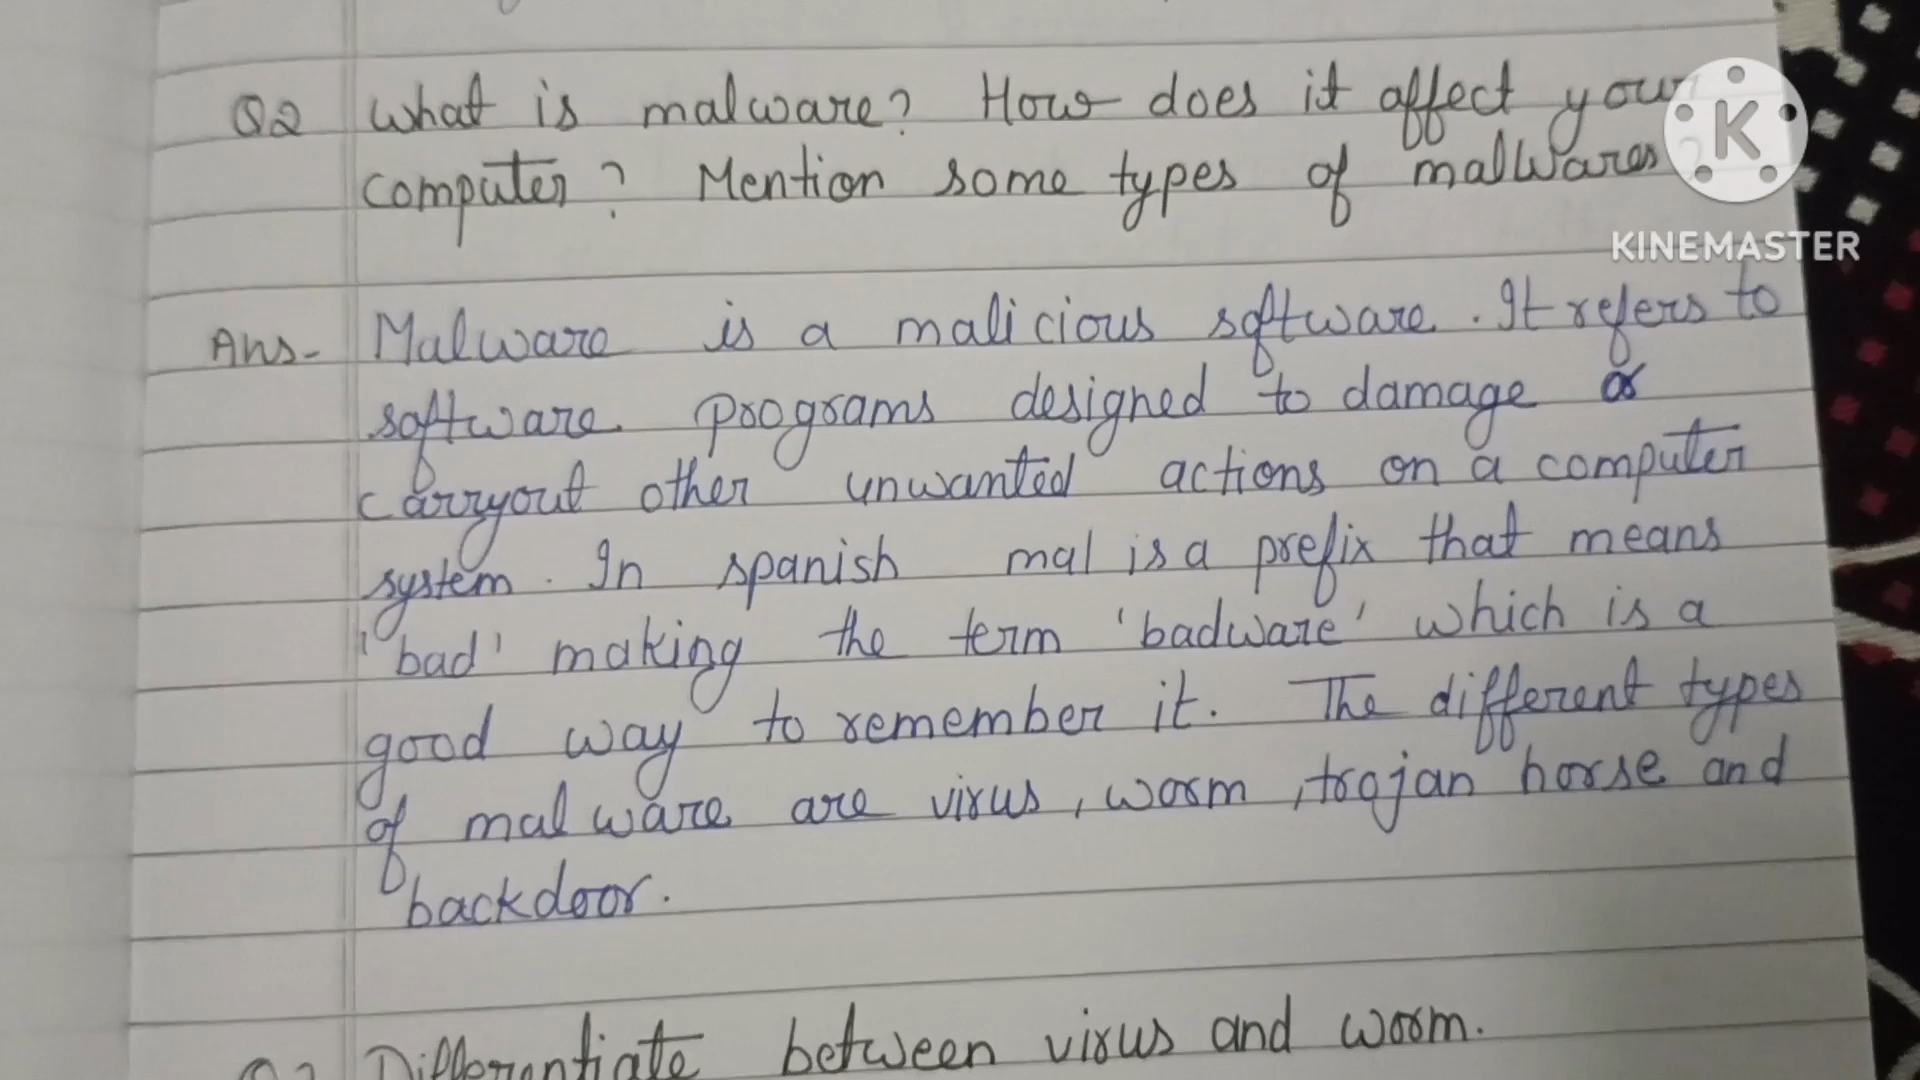 Q2 What is malware? How does it affect your
computer? Mention some types of malwares?
KINEMASTER
Ans- Malware is a malicious software. It refers to
software programs designed to damage or
carryout other unwanted actions on a computer
system. In spanish mal is a prefix that means
'bad' making the term 'badware' which is a
good way to remember it. The different types
of malware are virus, worm, trojan horse and
backdoor.
Differentiate between virus and worm.